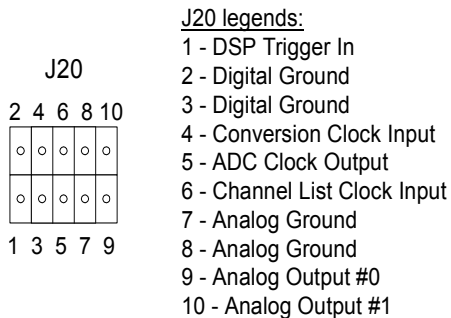 J20
2 4 6 8 10
1 3 5 7 9
J20 legends:
1 - DSP Trigger In
2 - Digital Ground
3 - Digital Ground
4 - Conversion Clock Input
5 - ADC Clock Output
6 - Channel List Clock Input
7 - Analog Ground
8 - Analog Ground
9 - Analog Output #0
10 - Analog Output #1